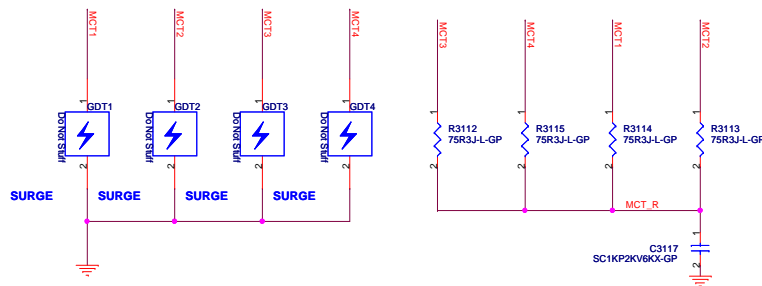 MCT1
MCT2
MCT3
MCT4
MCT3
MCT4
MCT1
MCT2
1
GDT1
1
GDT2
1
GDT3
1
GDT4
Do Not Stuff
Do Not Stuff
Do Not Stuff
Do Not Stuff
2
2
2
2
SURGE
SURGE
SURGE
SURGE
1
1
1
1
R3112
75R3J-L-GP
R3115
75R3J-L-GP
R3114
75R3J-L-GP
R3113
75R3J-L-GP
2
2
2
2
MCT_R
1
C3117
SC1KP2KV6KX-GP
2